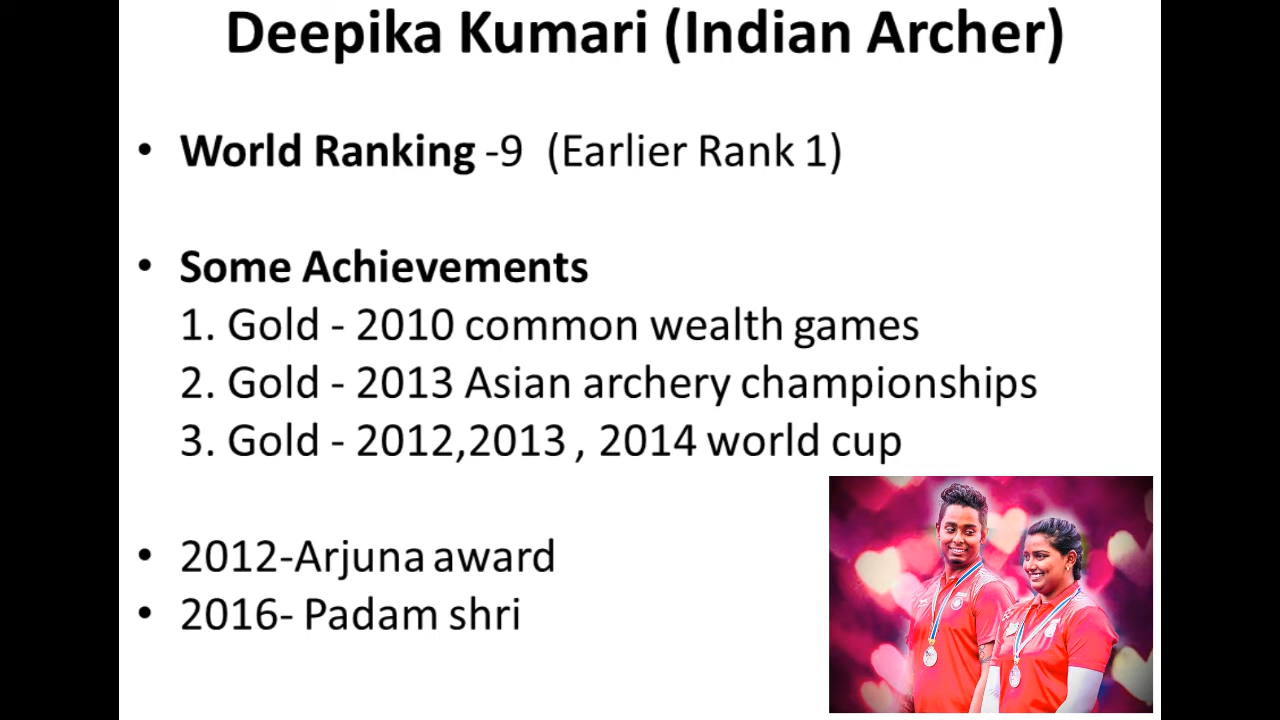 Deepika Kumari (Indian Archer)
• World Ranking -9 (Earlier Rank 1)
• Some Achievements
1. Gold - 2010 common wealth games
2. Gold - 2013 Asian archery championships
3. Gold - 2012,2013 , 2014 world cup
• 2012-Arjuna award
• 2016- Padam shri